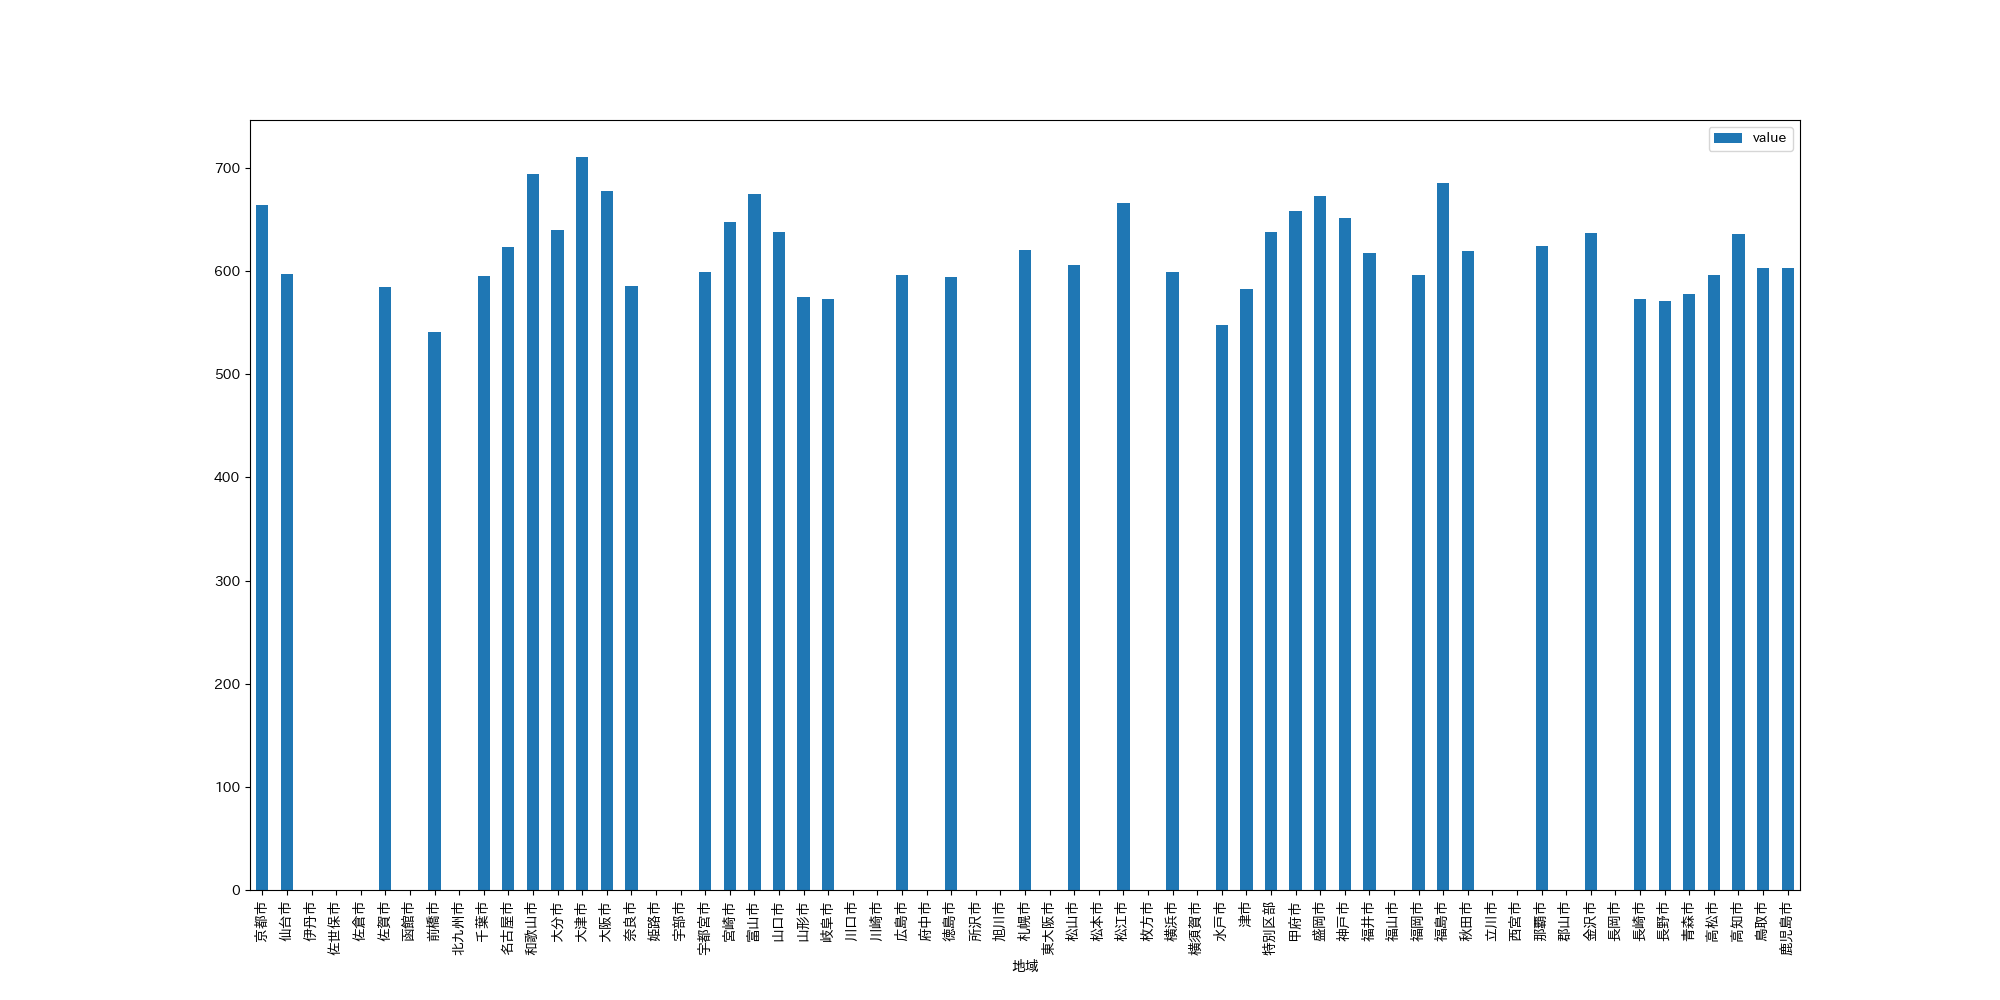 value
700
600
500
400
300
200
100
0
京都市
仙台市
伊丹市
佐世保市
佐倉市
佐賀市
函館市
前橋市
北九州市
千葉市
名古屋市
和歌山市
大分市
大津市
大阪市
奈良市
姫路市
宇部市
宇都宮市
宮崎市
富山市
山口市
山形市
岐阜市
川口市
川崎市
広島市
府中市
徳島市
所沢市
旭川市
札幌市
東大阪市
松山市
松本市
松江市
枚方市
横浜市
横須賀市
水戸市
津市
特別区部
甲府市
盛岡市
神戸市
福井市
福山市
福岡市
福島市
秋田市
立川市
西宮市
那覇市
郡山市
金沢市
長岡市
長崎市
長野市
青森市
高松市
高知市
鳥取市
鹿児島市
地域